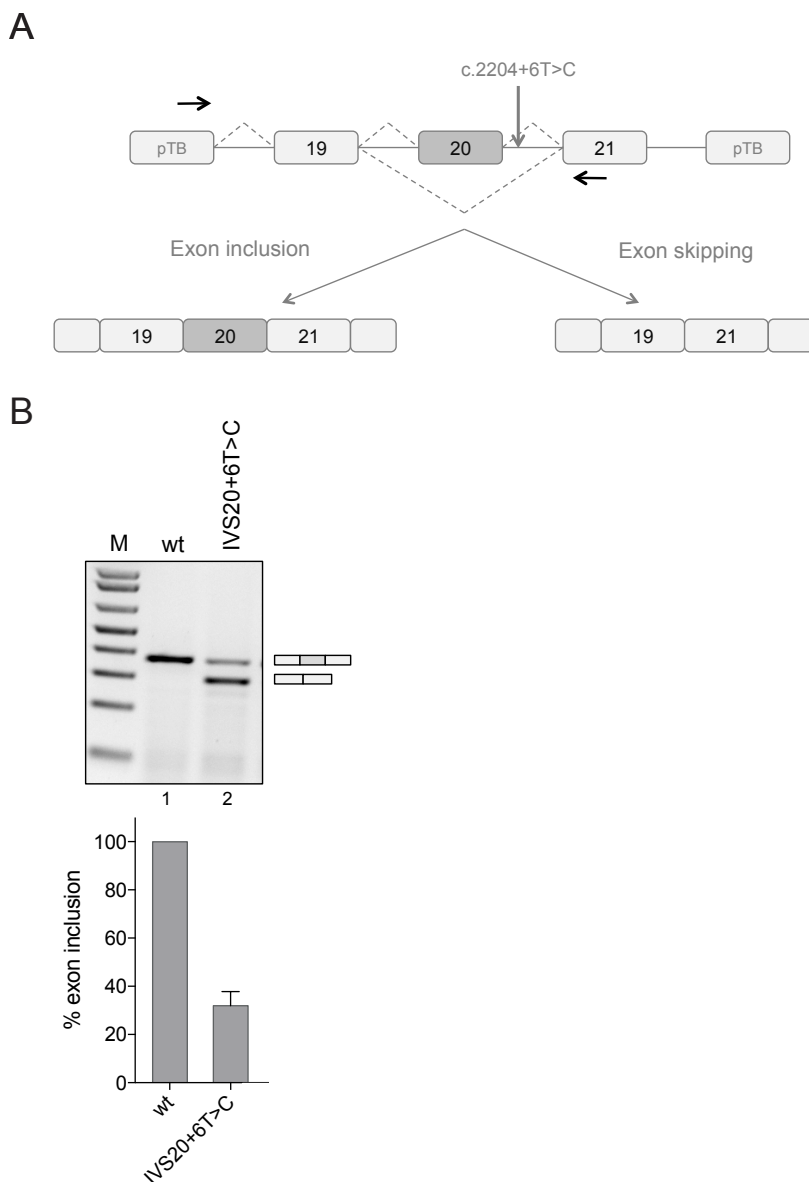 A
c.2204+6T>C
pTB 19 20 21 pTB
Exon inclusion Exon skipping
19 20 21 19 21
B
M wt IVS20+6T>C
1 2
% exon inclusion
100
80
60
40
20
0
wt IVS20+6T>C